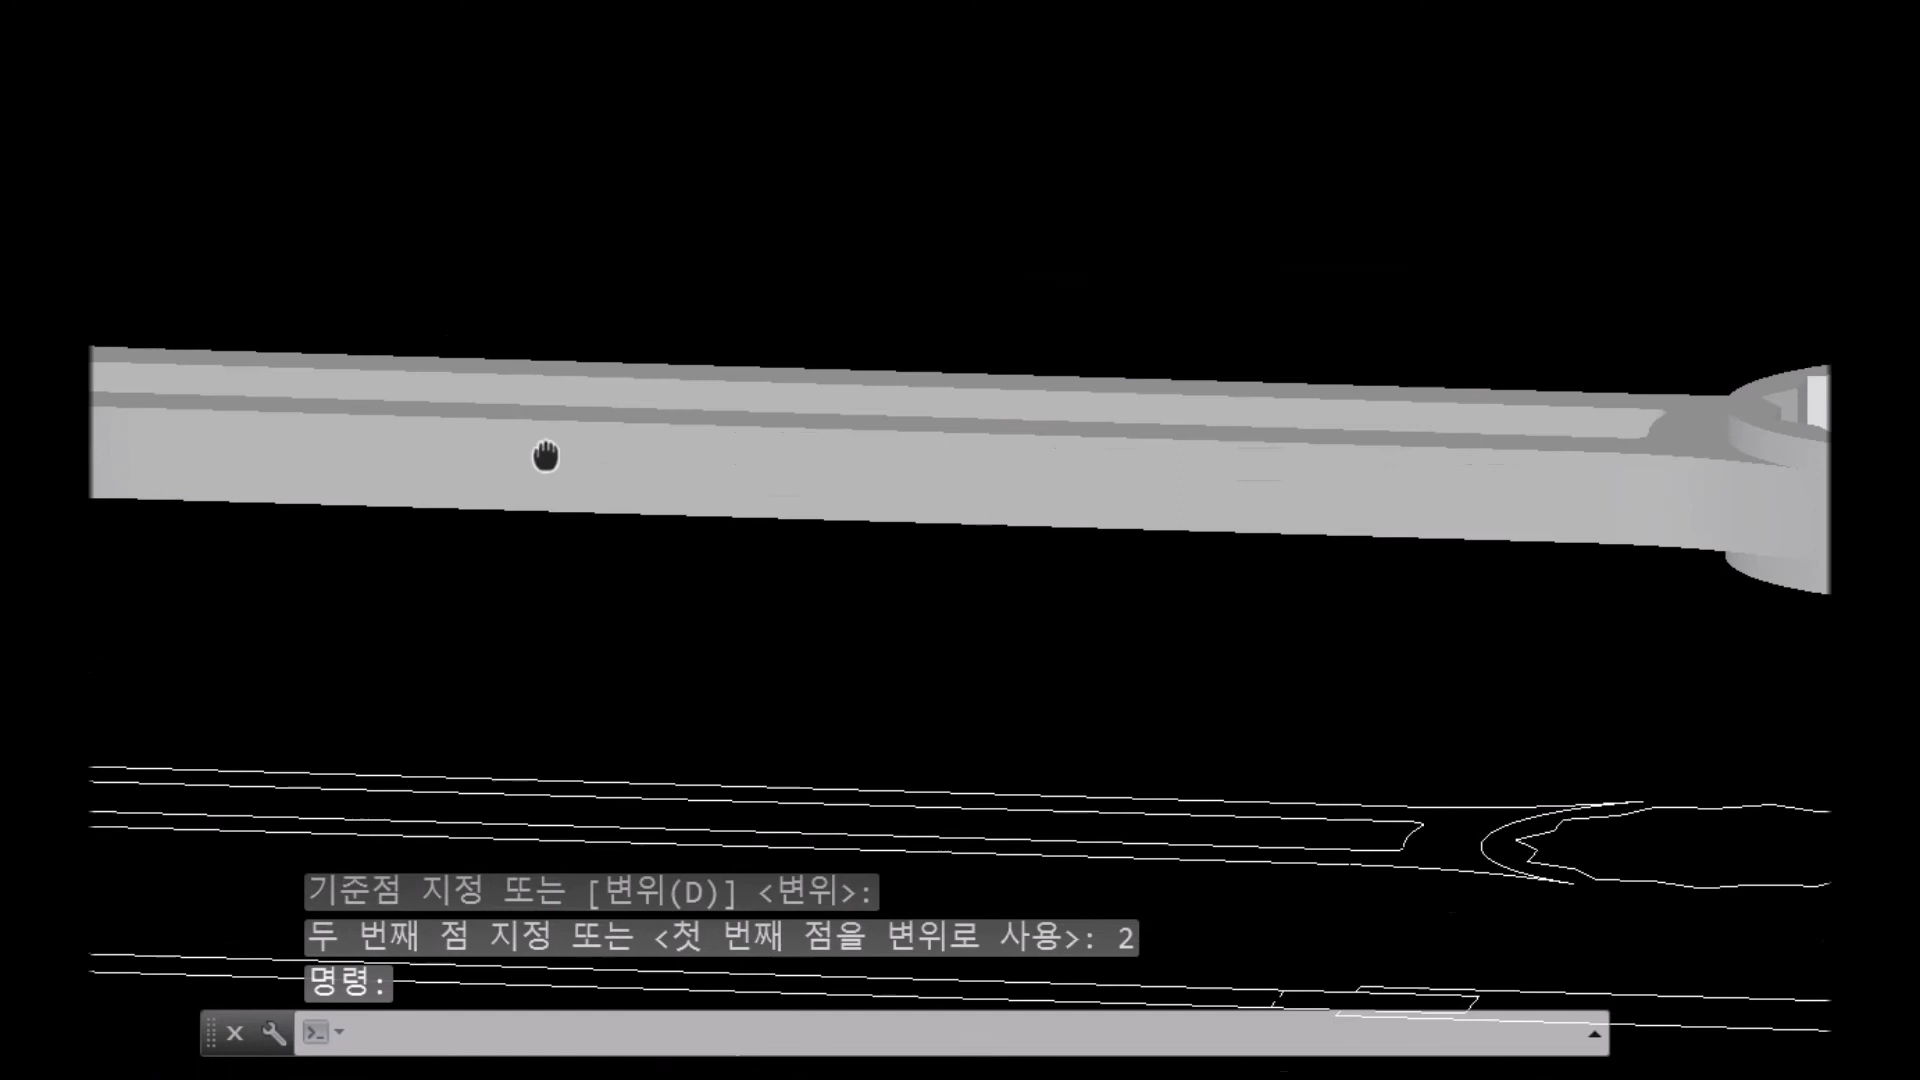 기준점 지정 또는 [변위(D)] <변위>:
두 번째 점 지정 또는 <첫 번째 점을 변위로 사용>: 2
명령: